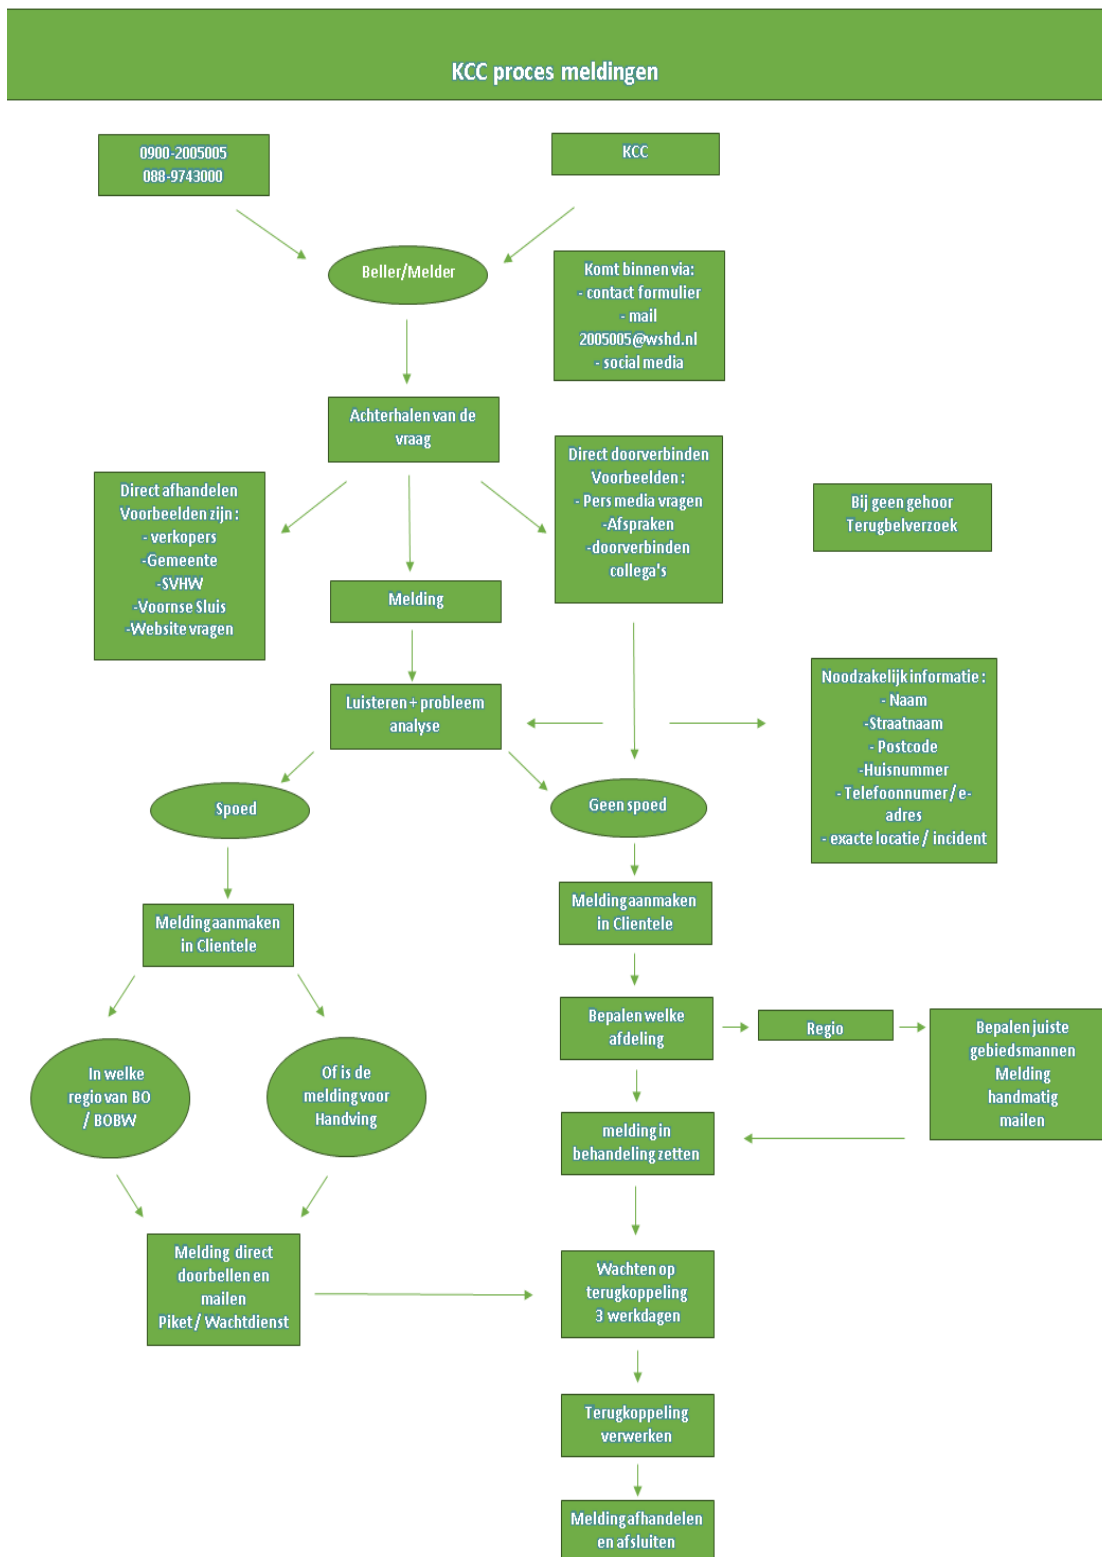 KCC proces meldingen
0900-2005005
088-9743000
KCC
Beller/Melder
Komt binnen via:
- contact formulier
- mail
2005005@wshd.nl
- social media
Achterhalen van de
vraag
Direct afhandelen
Voorbeelden zijn :
- verkopers
-Gemeente
-SVHW
-Voornse Sluis
-Website vragen
Direct doorverbinden
Voorbeelden :
- Pers media vragen
-Afspraken
-doorverbinden
collega's
Bij geen gehoor
Terugbelverzoek
Melding
Luisteren + probleem
analyse
Noodzakelijk informatie :
- Naam
-Straatnaam
- Postcode
-Huisnummer
- Telefoonnumer / e-
adres
- exacte locatie / incident
Spoed
Geen spoed
Melding aanmaken
in Clientele
Melding aanmaken
in Clientele
Bepalen welke
afdeling
Regio
Bepalen juiste
gebiedsmannen
Melding
handmatig
mailen
In welke
regio van BO
/ BOBW
Of is de
melding voor
Handving
melding in
behandeling zetten
Melding direct
doorbellen en
mailen
Piket / Wachtdienst
Wachten op
terugkoppeling
3 werkdagen
Terugkoppeling
verwerken
Melding afhandelen
en afsluiten